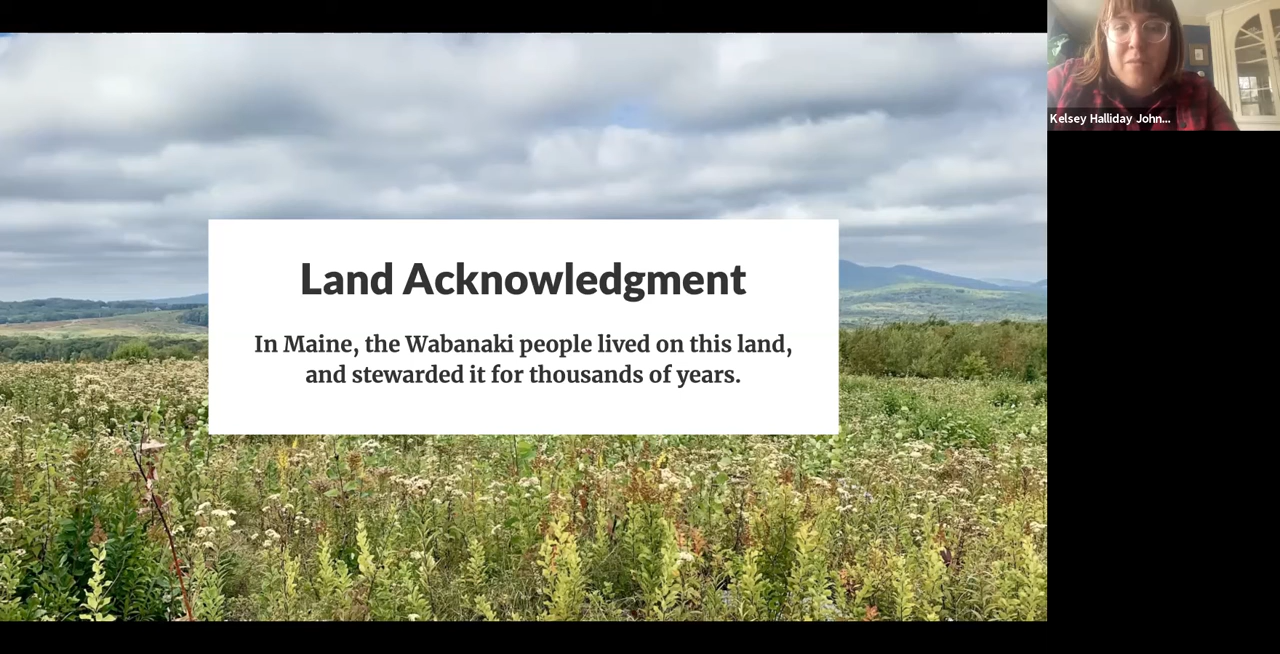 Land Acknowledgment
In Maine, the Wabanaki people lived on this land,
and stewarded it for thousands of years.
Kelsey Halliday John...